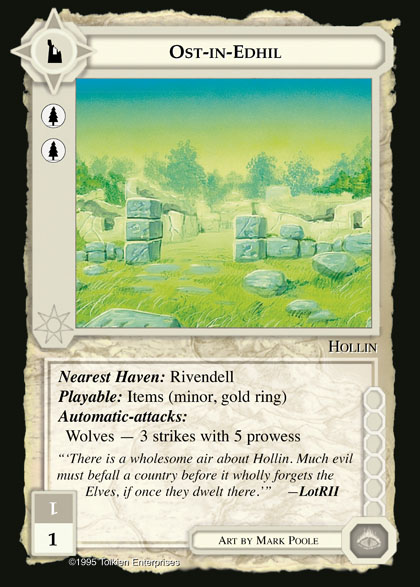 OST-IN-EDHIL
HOLLIN
Nearest Haven: Rivendell
Playable: Items (minor, gold ring)
Automatic-attacks:
Wolves — 3 strikes with 5 prowess
“‘There is a wholesome air about Hollin. Much evil
must befall a country before it wholly forgets the
Elves, if once they dwelt there.’” —LotRII
1
1
ART BY MARK POOLE
©1995 Tolkien Enterprises